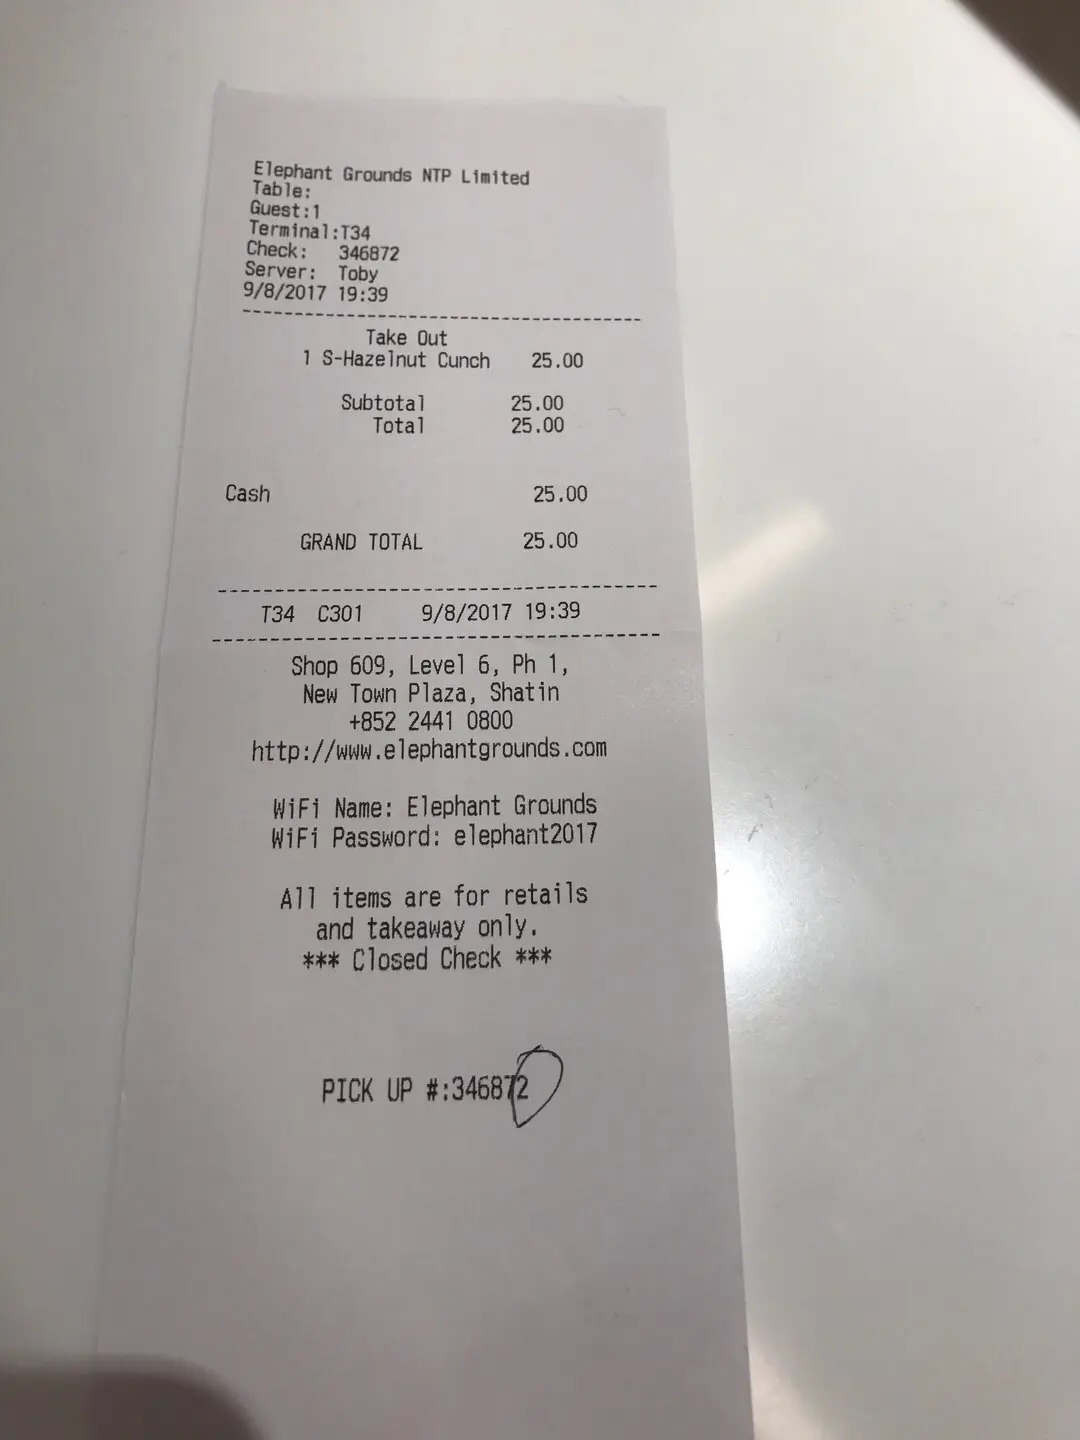 Elephant Grounds NTP Limited
Table:
Guest:1
Terminal:T34
Check: 346872
Server: Toby
9/8/2017 19:39
Take Out
1 S-Hazelnut Cunch 25.00
Subtotal 25.00
Total 25.00
Cash 25.00
GRAND TOTAL 25.00
T34 C301 9/8/2017 19:39
Shop 609, Level 6, Ph 1,
New Town Plaza, Shatin
+852 2441 0800
http://www.elephantgrounds.com
WiFi Name: Elephant Grounds
WiFi Password: elephant2017
All items are for retails
and takeaway only.
*** Closed Check ***
PICK UP #:346872